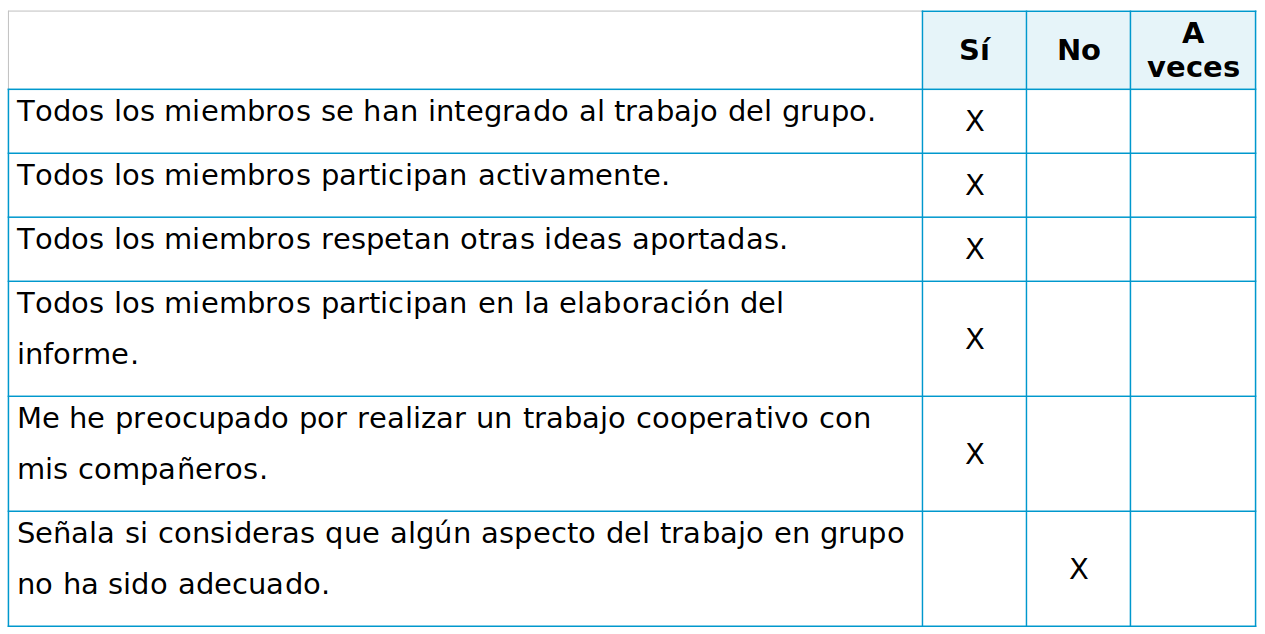 Sí No A
veces
Todos los miembros se han integrado al trabajo del grupo. X
Todos los miembros participan activamente. X
Todos los miembros respetan otras ideas aportadas. X
Todos los miembros participan en la elaboración del
informe. X
Me he preocupado por realizar un trabajo cooperativo con
mis compañeros. X
Señala si consideras que algún aspecto del trabajo en grupo
no ha sido adecuado. X